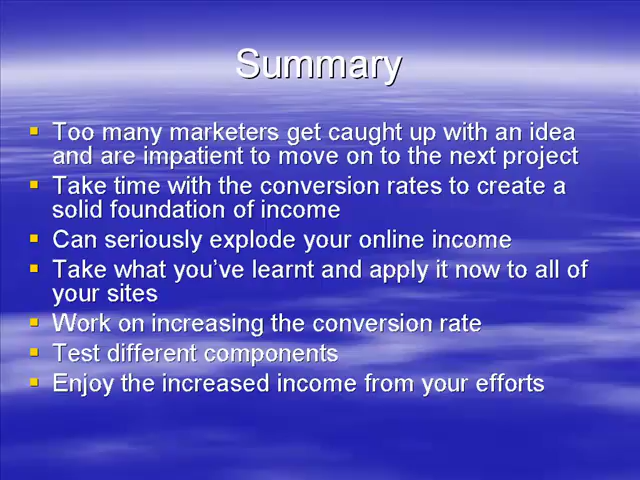 Summary
Too many marketers get caught up with an idea
and are impatient to move on to the next project
Take time with the conversion rates to create a
solid foundation of income
Can seriously explode your online income
Take what you've learnt and apply it now to all of
your sites
Work on increasing the conversion rate
Test different components
Enjoy the increased income from your efforts